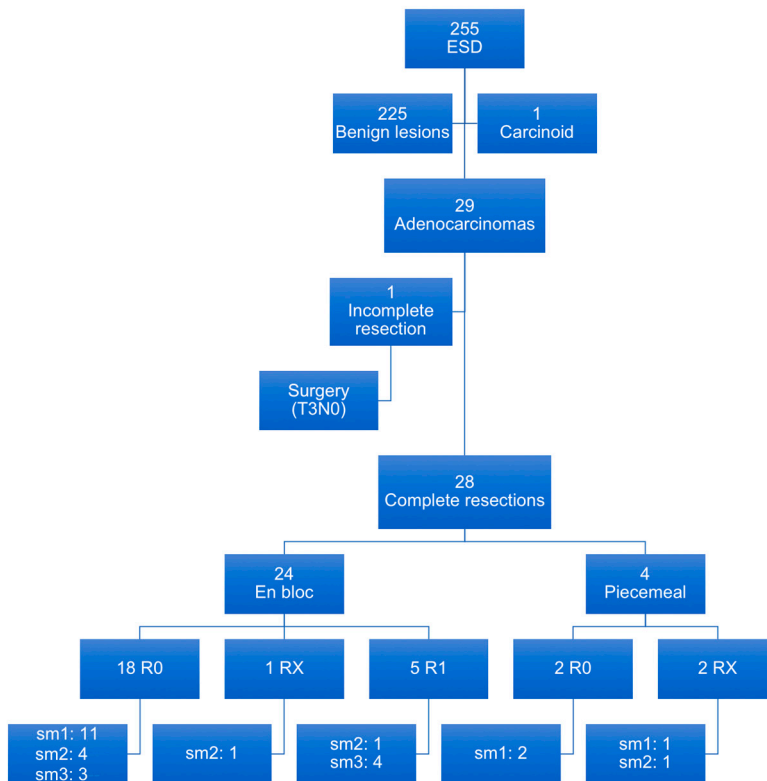 255
ESD
225
Benign lesions
1
Carcinoid
29
Adenocarcinomas
1
Incomplete
resection
Surgery
(T3N0)
28
Complete resections
24
En bloc
4
Piecemeal
18 R0
1 RX
5 R1
2 R0
2 RX
sm1: 11
sm2: 4
sm3: 3
sm2: 1
sm2: 1
sm3: 4
sm1: 2
sm1: 1
sm2: 1